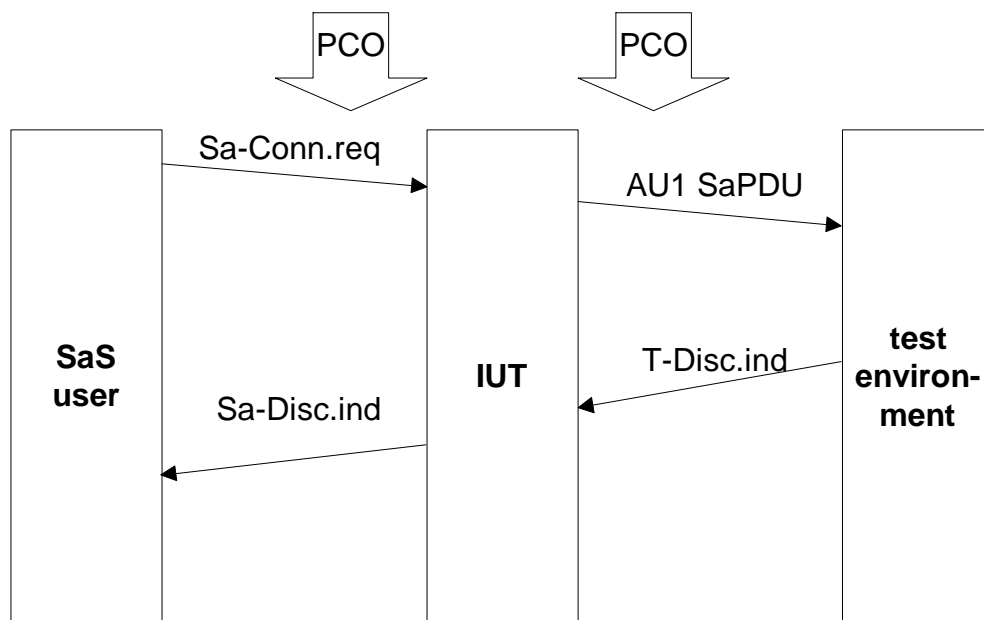 PCO
PCO
Sa-Conn.req
AU1 SaPDU
SaS
user
IUT
test
environ-
ment
T-Disc.ind
Sa-Disc.ind